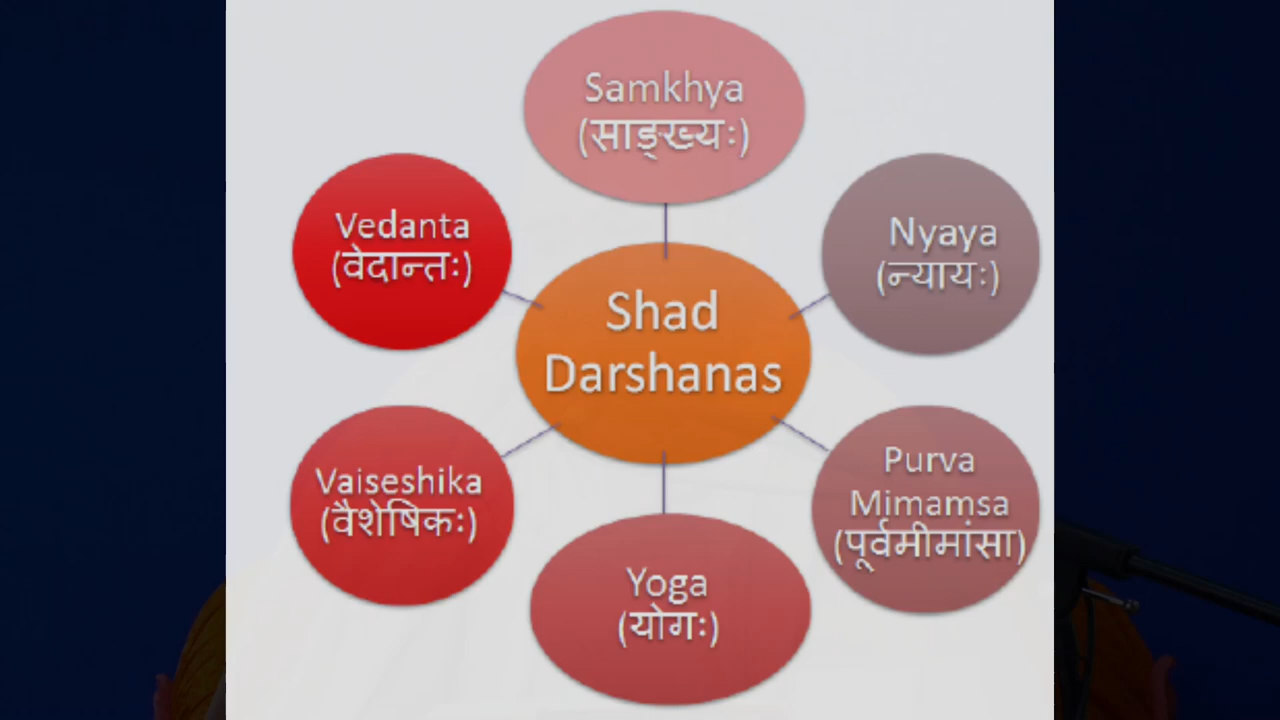 Samkhya
(साङ्ख्यः)
Nyaya
(न्यायः)
Purva
Mimamsa
(पूर्वमीमांसा)
Yoga
(योगः)
Vaiseshika
(वैशेषिकः)
Vedanta
(वेदान्तः)
Shad
Darshanas